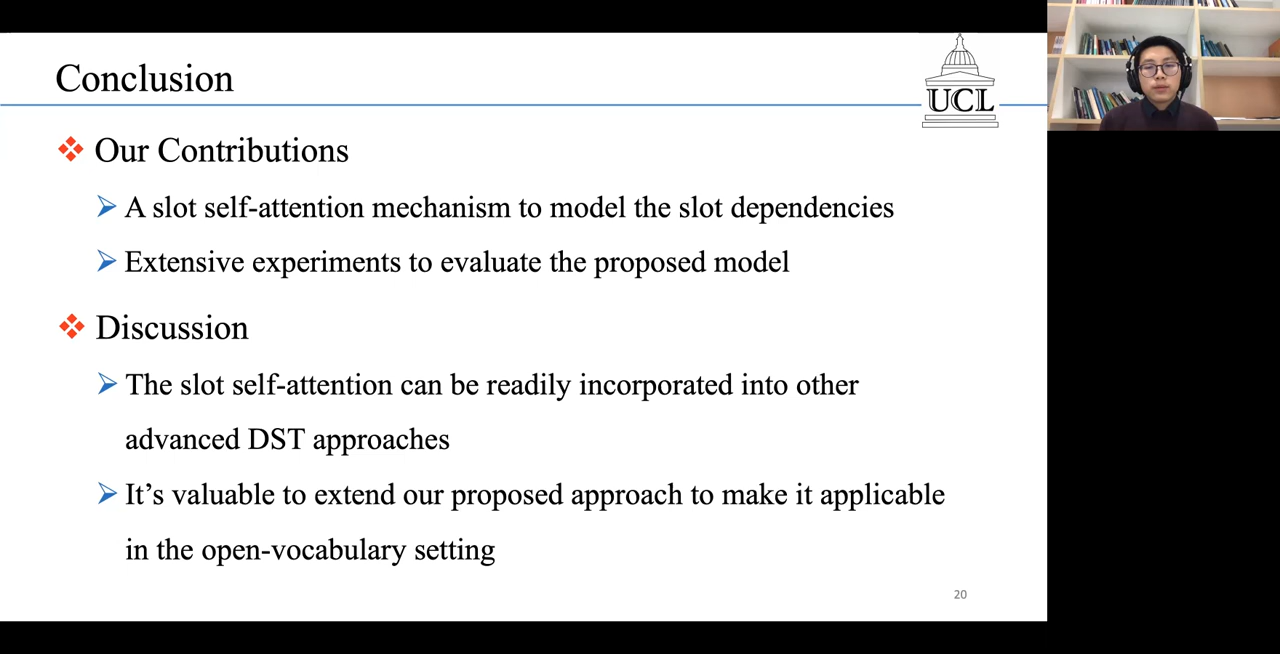 Conclusion
UCL
Our Contributions
A slot self-attention mechanism to model the slot dependencies
Extensive experiments to evaluate the proposed model
Discussion
The slot self-attention can be readily incorporated into other
advanced DST approaches
It’s valuable to extend our proposed approach to make it applicable
in the open-vocabulary setting
20